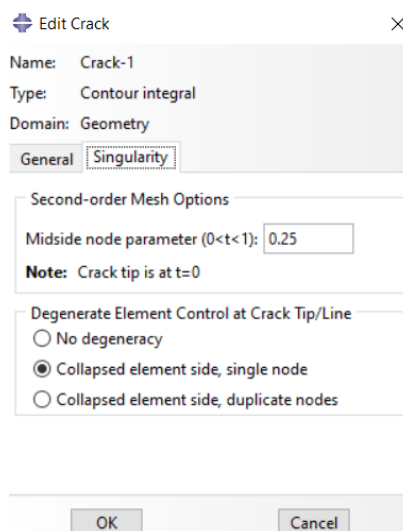 Edit Crack
Name: Crack-1
Type: Contour integral
Domain: Geometry
General Singularity
Second-order Mesh Options
Midside node parameter (0<t<1): 0.25
Note: Crack tip is at t=0
Degenerate Element Control at Crack Tip/Line
No degeneracy
Collapsed element side, single node
Collapsed element side, duplicate nodes
OK Cancel